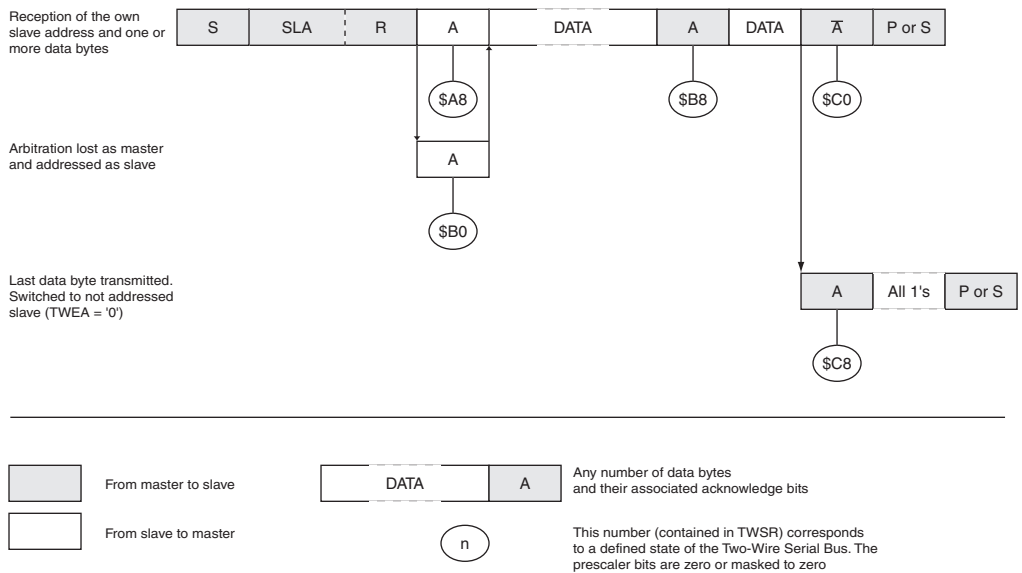 Reception of the own
slave address and one or
more data bytes
S SLA R A DATA A DATA A̅ P or S
$A8 $B8 $C0
Arbitration lost as master
and addressed as slave
A
$B0
Last data byte transmitted.
Switched to not addressed
slave (TWEA = '0')
A All 1's P or S
$C8
From master to slave
DATA A
Any number of data bytes
and their associated acknowledge bits
From slave to master
n
This number (contained in TWSR) corresponds
to a defined state of the Two-Wire Serial Bus. The
prescaler bits are zero or masked to zero